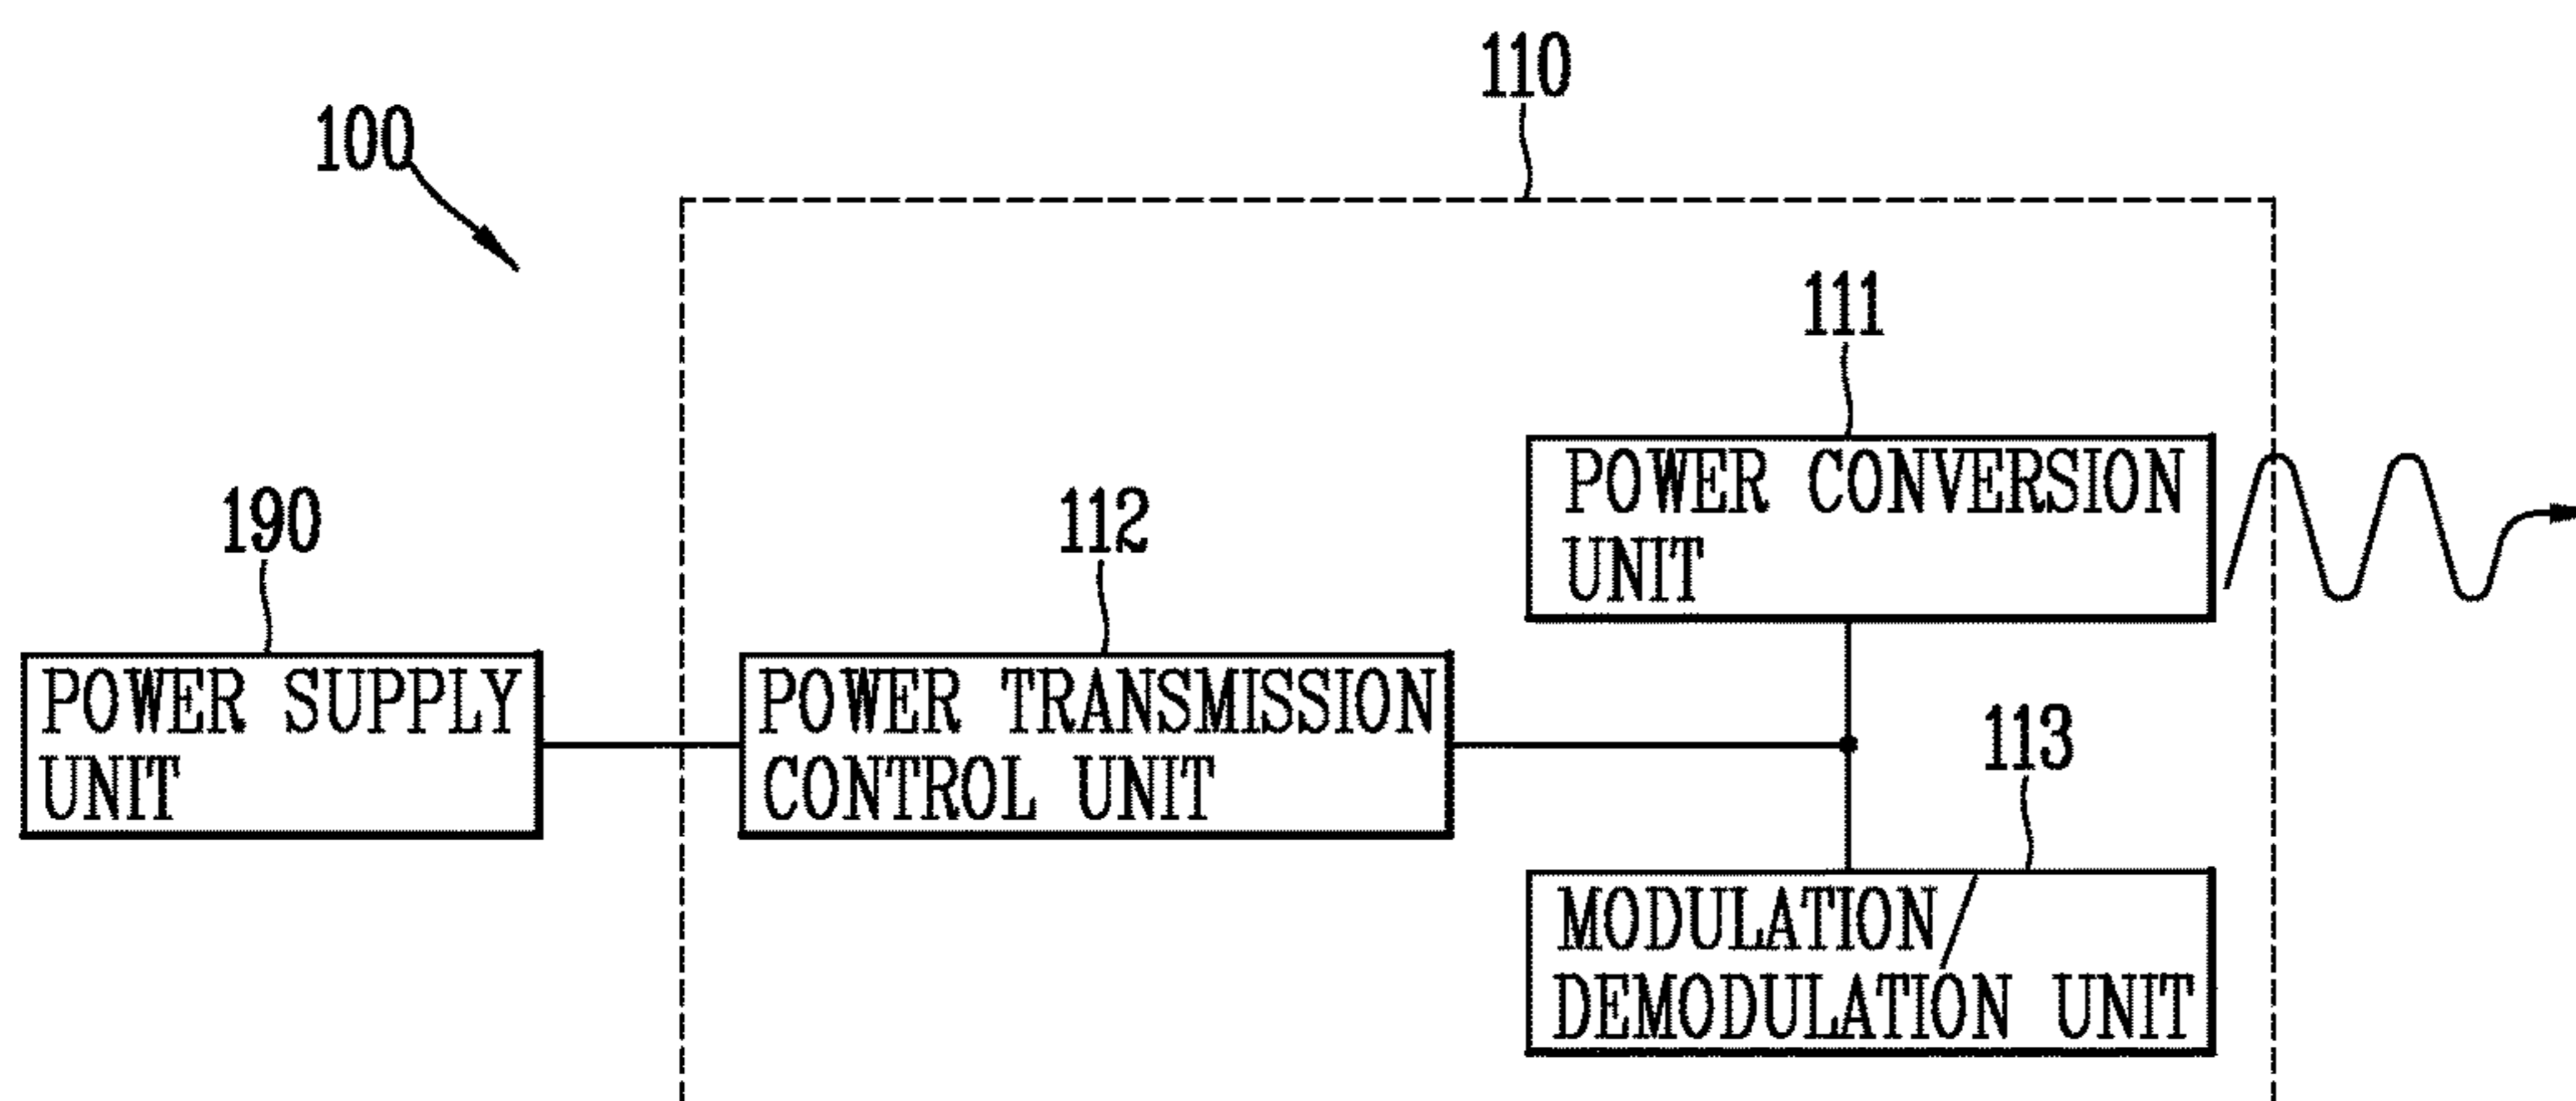 110
100
111
POWER CONVERSION
UNIT
190
112
POWER SUPPLY
UNIT
POWER TRANSMISSION
CONTROL UNIT
113
MODULATION/
DEMODULATION UNIT